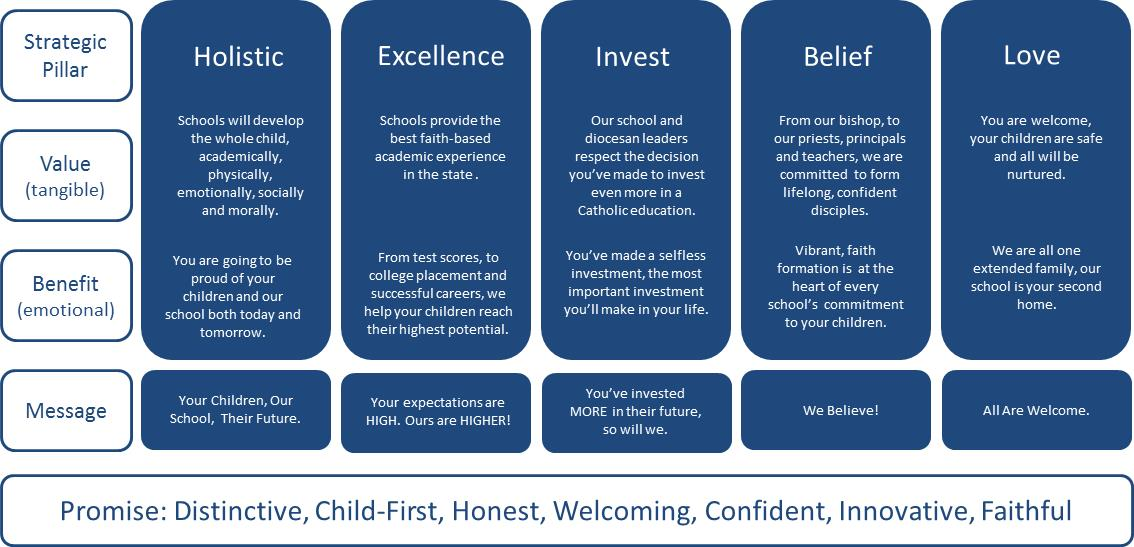 Strategic
Pillar
Holistic
Excellence
Invest
Belief
Love
Value
(tangible)
Schools will develop
the whole child,
academically,
physically,
emotionally, socially
and morally.
Schools provide the
best faith-based
academic experience
in the state.
Our school and
diocesan leaders
respect the decision
you've made to invest
even more in a
Catholic education.
From our bishop, to
our priests, principals
and teachers, we are
committed to form
lifelong, confident
disciples.
You are welcome,
your children are safe
and all will be
nurtured.
Benefit
(emotional)
You are going to be
proud of your
children and our
school both today and
tomorrow.
From test scores, to
college placement and
successful careers, we
help your children reach
their highest potential.
You've made a selfless
investment, the most
important investment
you'll make in your life.
Vibrant, faith
formation is at the
heart of every
school's commitment
to your children.
We are all one
extended family, our
school is your second
home.
Message
Your Children, Our
School, Their Future.
Your expectations are
HIGH. Ours are HIGHER!
You've invested
MORE in their future,
so will we.
We Believe!
All Are Welcome.
Promise: Distinctive, Child-First, Honest, Welcoming, Confident, Innovative, Faithful